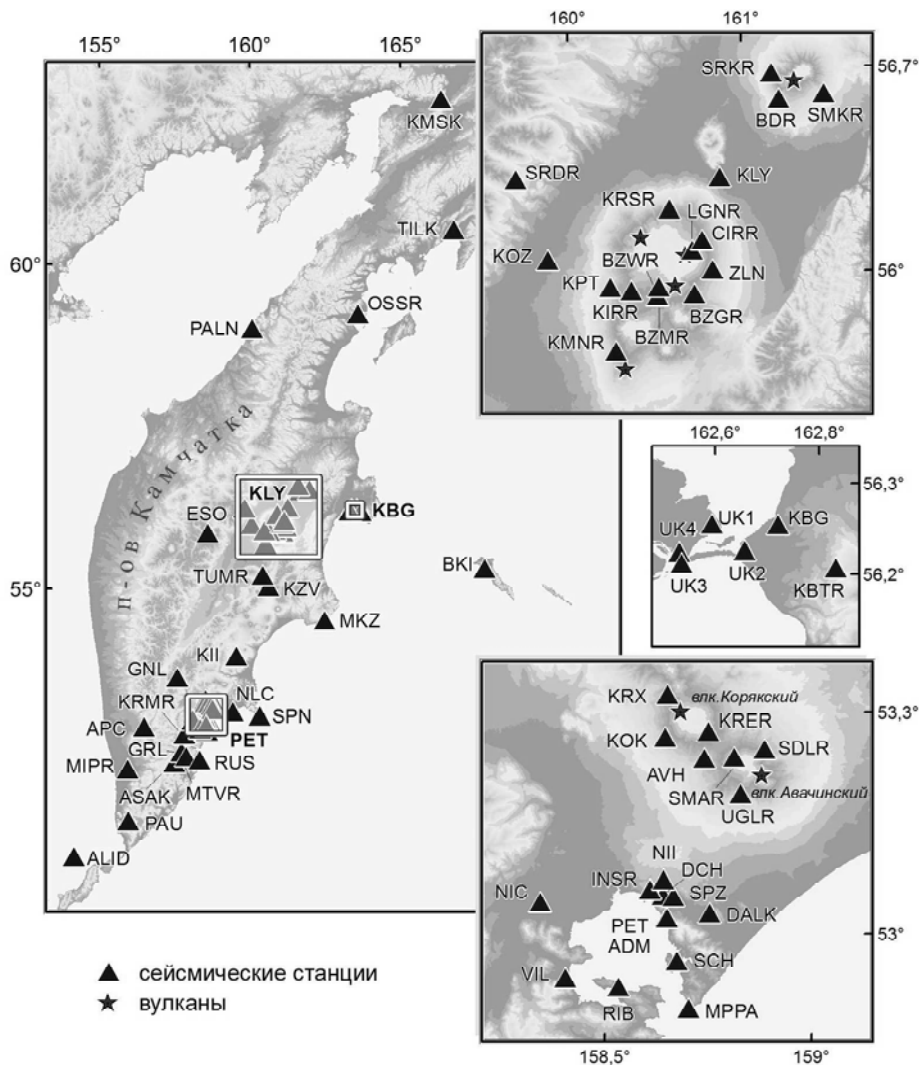 155°
160°
165°
KMSK
TILK
60°
OSSR
PALN
п-ов Камчатка
KLY
KBG
ESO
BKI
TUMR
KZV
55°
MKZ
KII
GNL
KRMR
NLC
SPN
APC
PET
GRL
RUS
MIPR
ASAK
MTVR
PAU
ALID
сейсмические станции
вулканы
160°
161°
SRKR
56,7°
BDR
SMKR
SRDR
KLY
KRSR
LGNR
CIRR
KOZ
BZWR
ZLN
56°
KPT
KIRR
BZGR
BZMR
KMNR
162,6°
162,8°
56,3°
UK4
UK1
KBG
UK3
UK2
KBTR
56,2°
KRX
влк.Корякский
53,3°
KRER
KOK
SDLR
AVH
SMAR
влк.Авачинский
UGLR
NII
DCH
INSR
SPZ
NIC
DALK
PET
ADM
53°
SCH
VIL
RIB
MPPA
158,5°
159°